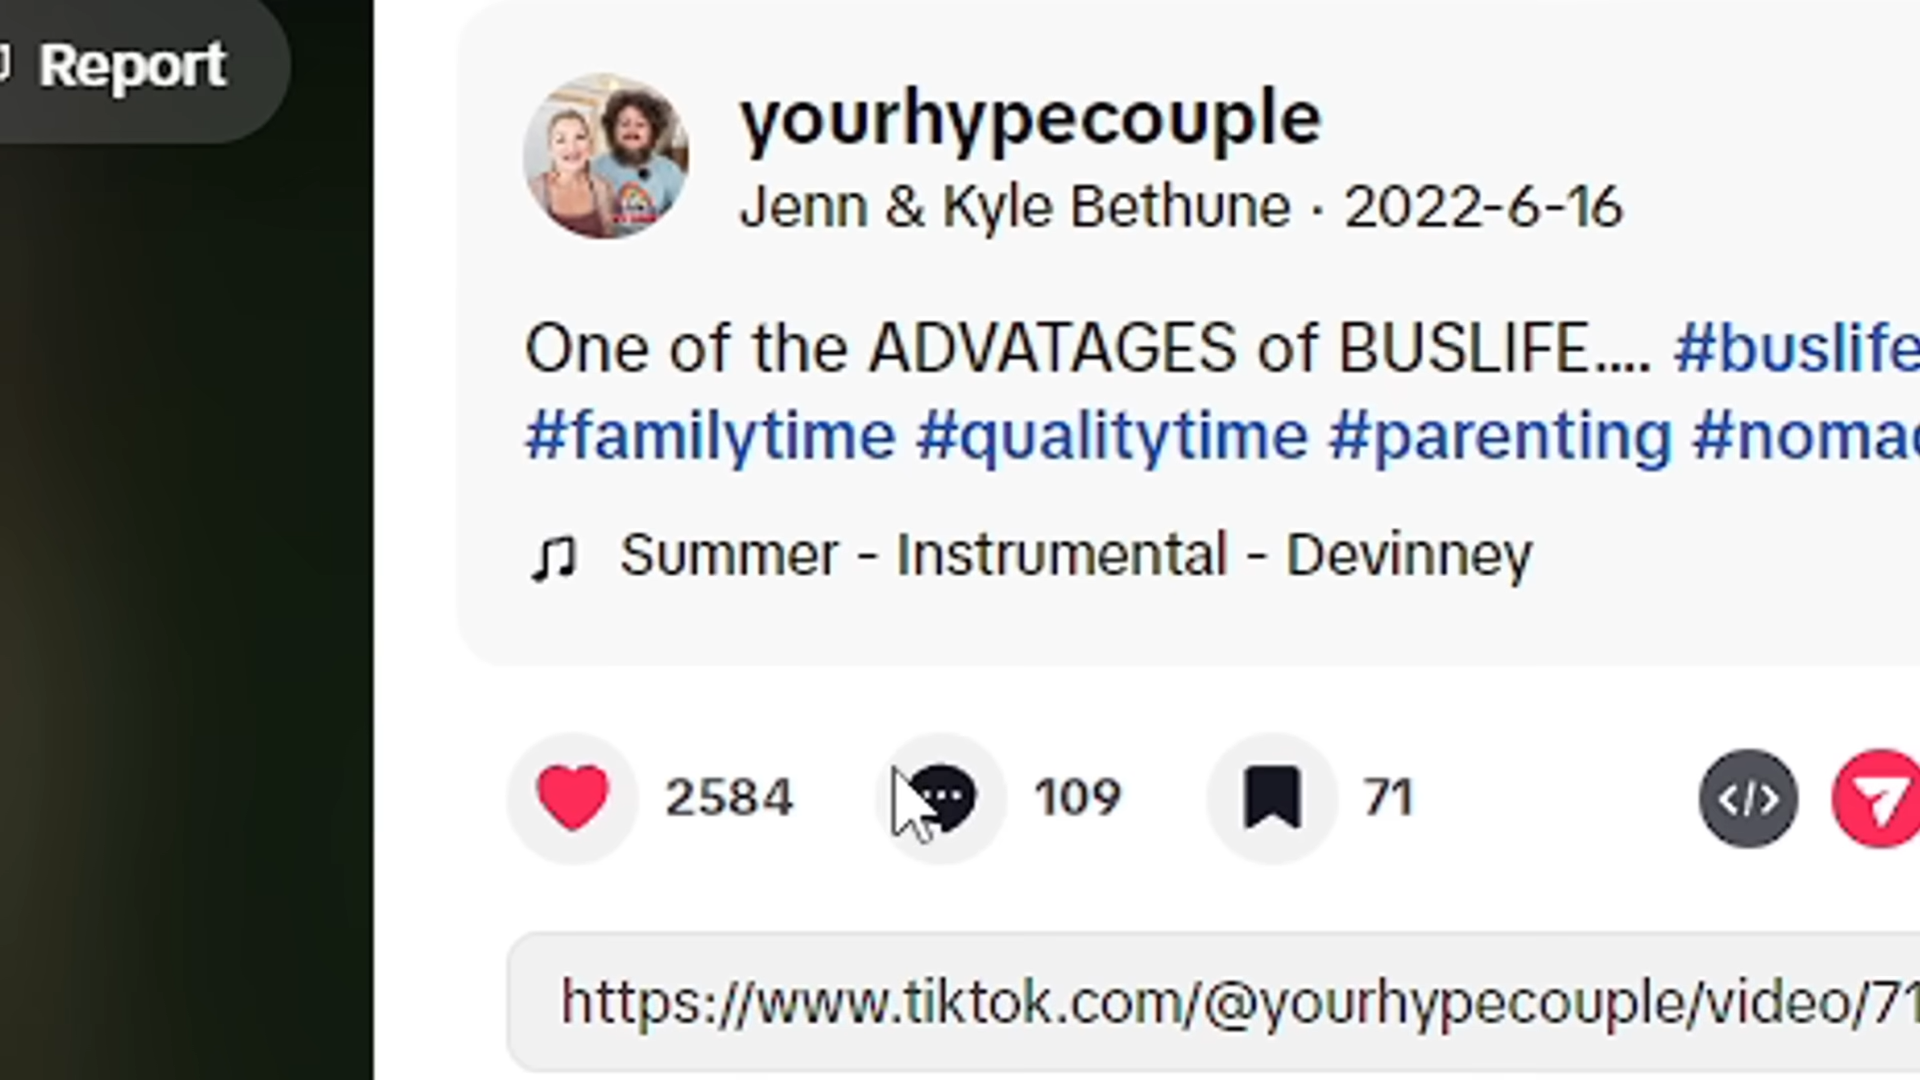 Report
yourhypecouple
Jenn & Kyle Bethune · 2022-6-16
One of the ADVATAGES of BUSLIFE.... #buslife
#familytime #qualitytime #parenting #nomad
Summer - Instrumental - Devinney
2584 109 71
https://www.tiktok.com/@yourhypecouple/video/71